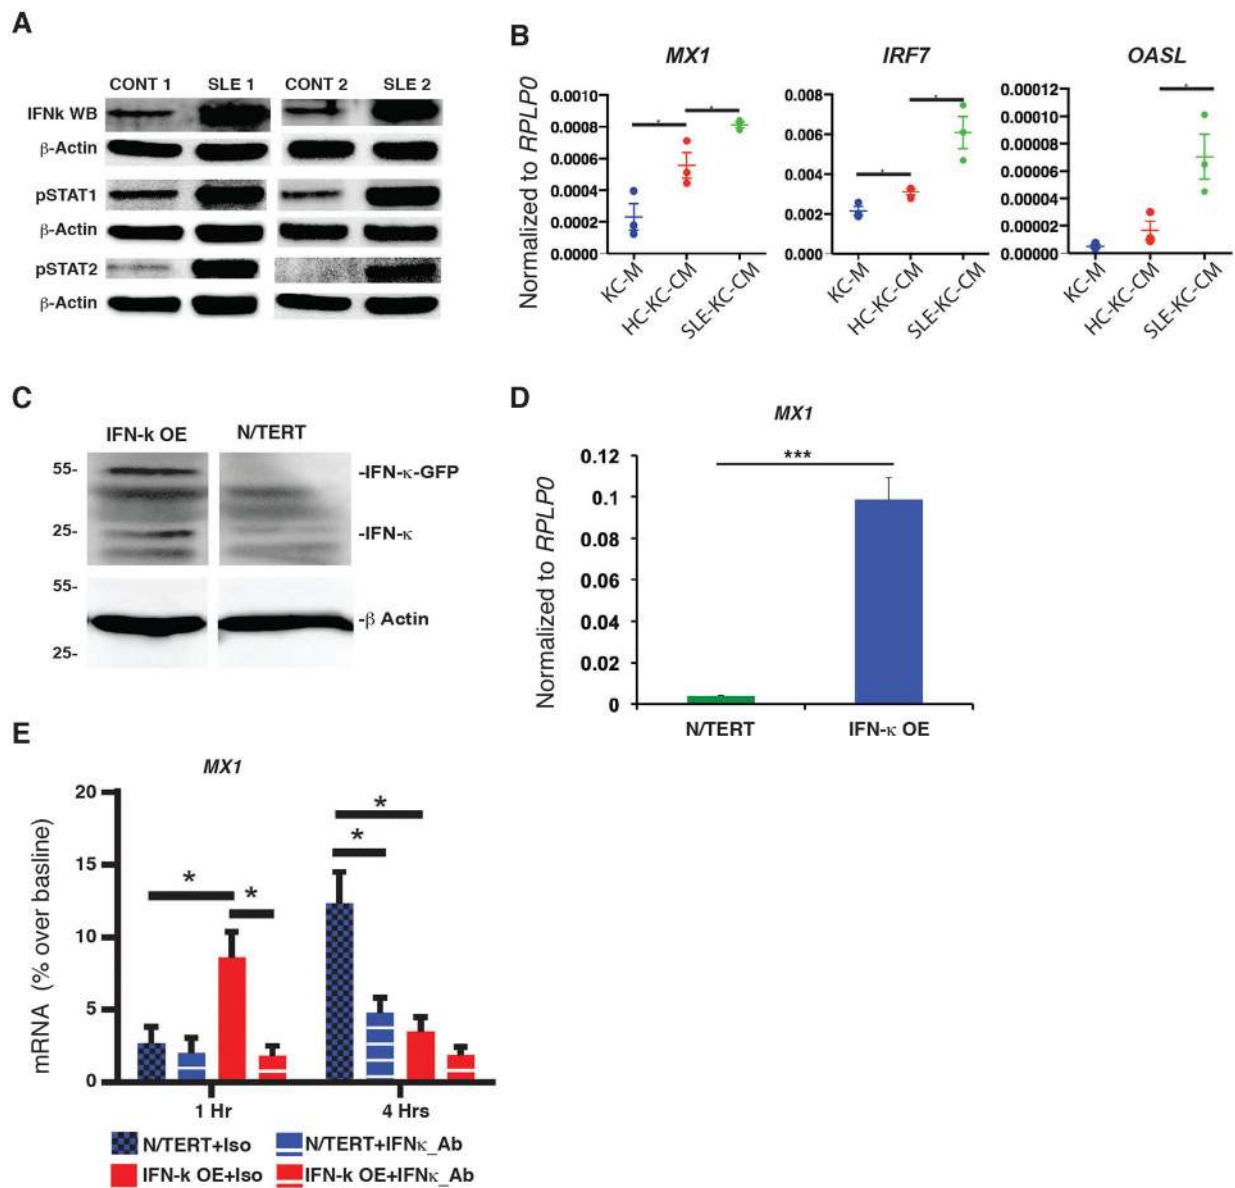 A
CONT 1 SLE 1 CONT 2 SLE 2
IFNk WB
β-Actin
pSTAT1
β-Actin
pSTAT2
β-Actin
B
MX1 IRF7 OASL
Normalized to RPLP0
0.0010
0.0008
0.0006
0.0004
0.0002
0.0000
KC-M
HC-KC-CM
SLE-KC-CM
0.008
0.006
0.004
0.002
0.000
KC-M
HC-KC-CM
SLE-KC-CM
0.00012
0.00010
0.00008
0.00006
0.00004
0.00002
0.00000
KC-M
HC-KC-CM
SLE-KC-CM
C
IFN-k OE N/TERT
55-
25-
-IFN-κ-GFP
-IFN-κ
55-
25-
-β Actin
D
MX1
Normalized to RPLP0
0.12
0.1
0.08
0.06
0.04
0.02
0
***
N/TERT IFN-κ OE
E
MX1
mRNA (% over basline)
20
15
10
5
0
* * * *
1 Hr 4 Hrs
N/TERT+Iso N/TERT+IFNκ_Ab
IFN-k OE+Iso IFN-k OE+IFNκ_Ab